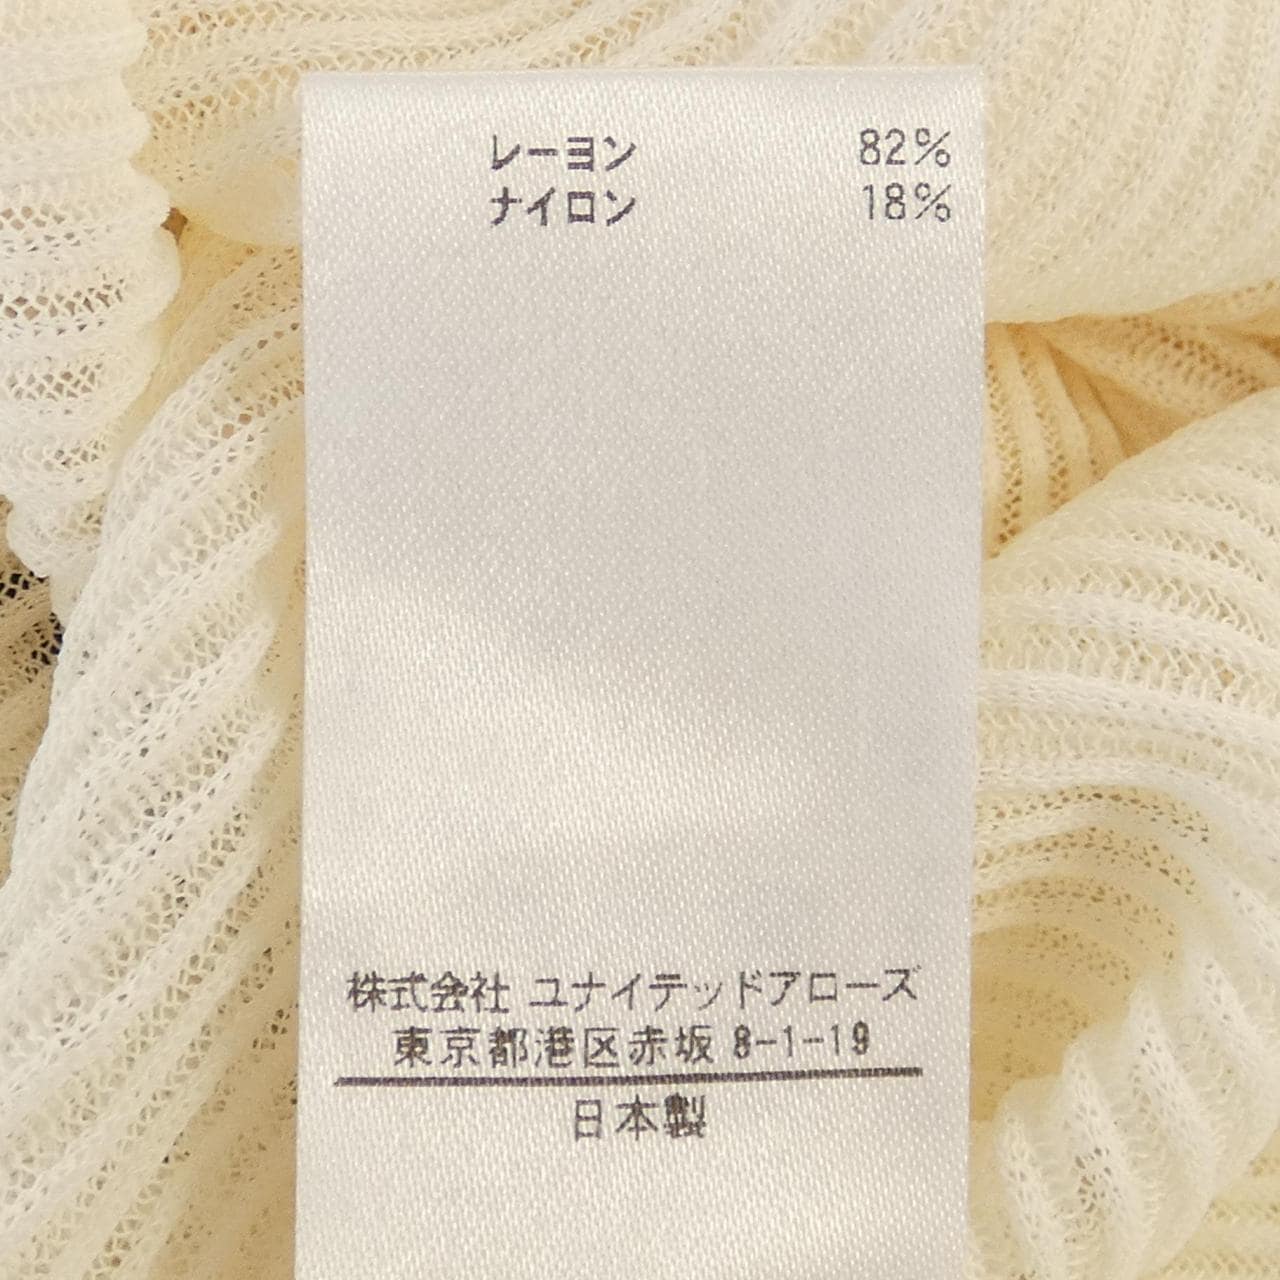 レーヨン 82%
ナイロン 18%
株式会社 ユナイテッドアローズ
東京都港区赤坂 8-1-19
日本製